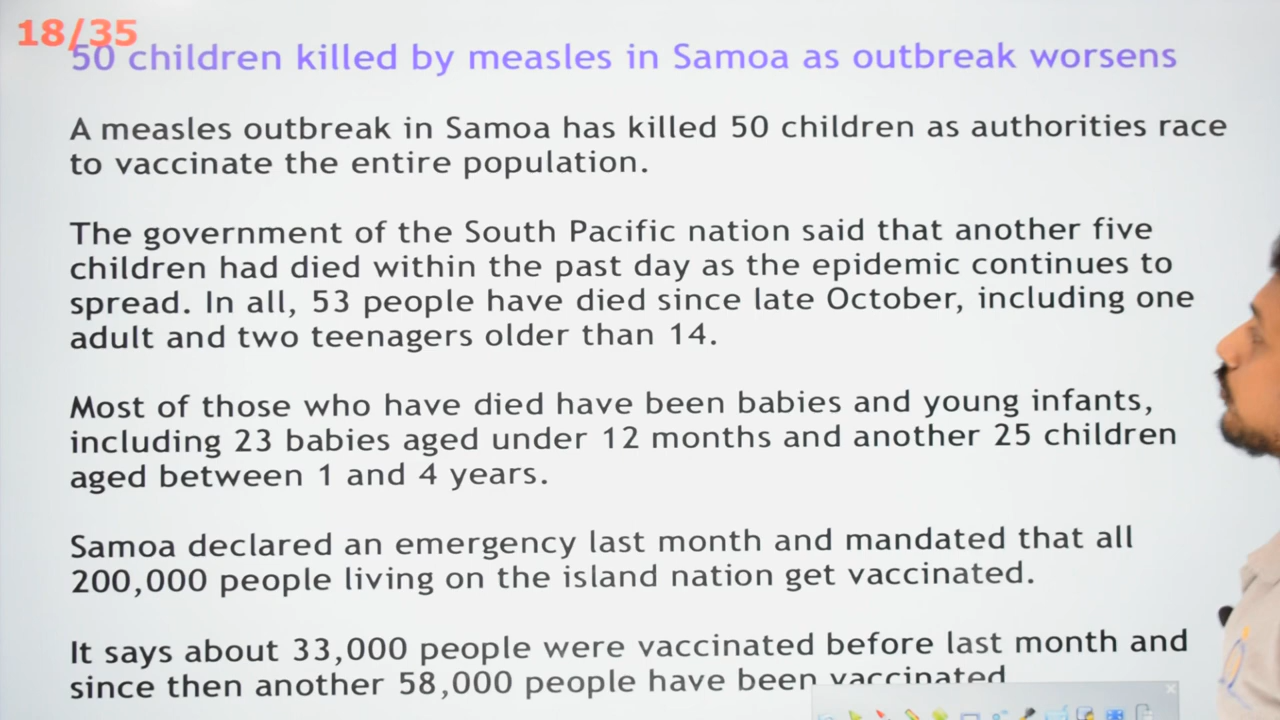 18/35
50 children killed by measles in Samoa as outbreak worsens
A measles outbreak in Samoa has killed 50 children as authorities race
to vaccinate the entire population.
The government of the South Pacific nation said that another five
children had died within the past day as the epidemic continues to
spread. In all, 53 people have died since late October, including one
adult and two teenagers older than 14.
Most of those who have died have been babies and young infants,
including 23 babies aged under 12 months and another 25 children
aged between 1 and 4 years.
Samoa declared an emergency last month and mandated that all
200,000 people living on the island nation get vaccinated.
It says about 33,000 people were vaccinated before last month and
since then another 58,000 people have been vaccinated